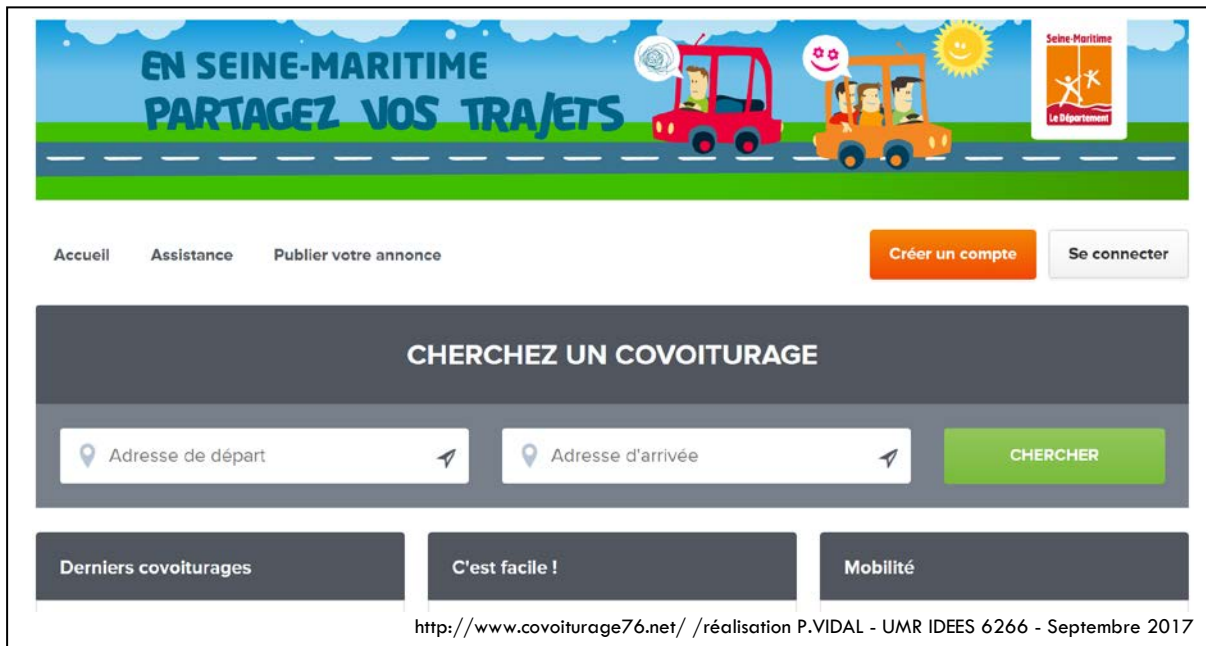 EN SEINE-MARITIME
PARTAGEZ VOS TRAJETS
Seine-Maritime
Le Département
Accueil Assistance Publier votre annonce Créer un compte Se connecter
CHERCHEZ UN COVOITURAGE
Adresse de départ Adresse d'arrivée CHERCHER
Derniers covoiturages C'est facile ! Mobilité
http://www.covoiturage76.net/ /réalisation P.VIDAL - UMR IDEES 6266 - Septembre 2017